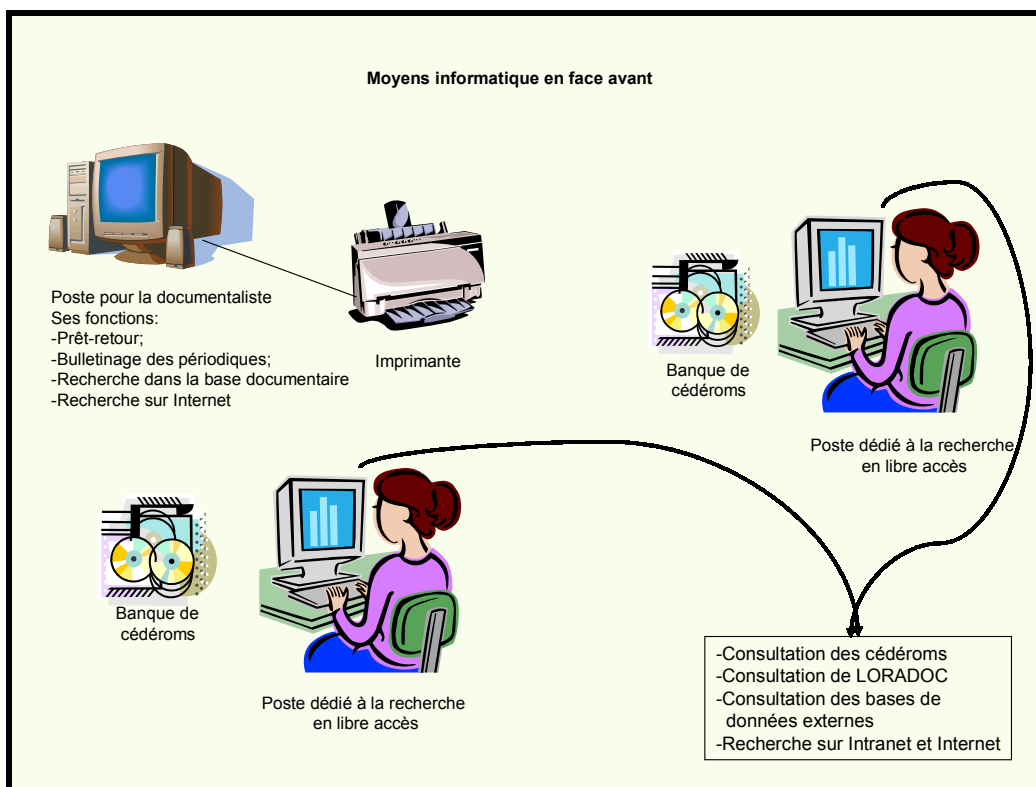 Moyens informatique en face avant
Poste pour la documentaliste
Ses fonctions:
-Prêt-retour;
-Bulletinage des périodiques;
-Recherche dans la base documentaire
-Recherche sur Internet
Imprimante
Banque de
cédéroms
Poste dédié à la recherche
en libre accès
Banque de
cédéroms
Poste dédié à la recherche
en libre accès
-Consultation des cédéroms
-Consultation de LORADOC
-Consultation des bases de
données externes
-Recherche sur Intranet et Internet